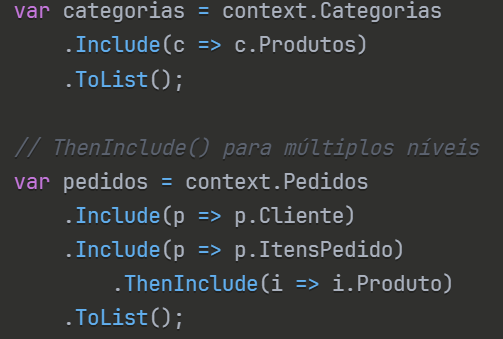 var categorias = context.Categorias
    .Include(c => c.Produtos)
    .ToList();

// ThenInclude() para múltiplos níveis
var pedidos = context.Pedidos
    .Include(p => p.Cliente)
    .Include(p => p.ItensPedido)
        .ThenInclude(i => i.Produto)
    .ToList();